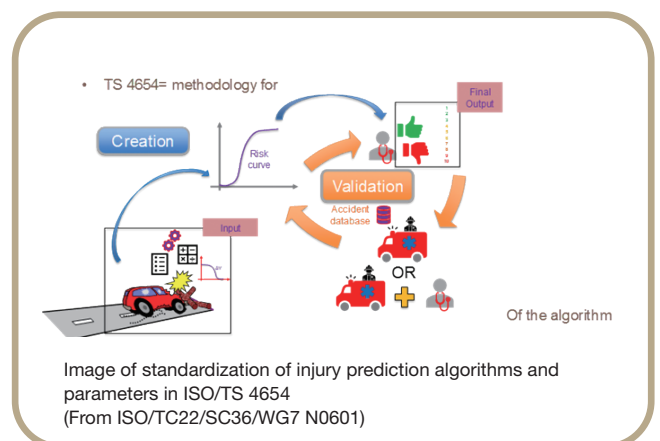 • TS 4654= methodology for
Final
Output
Creation
Risk
curve
Validation
Accident
database
Input
OR
Of the algorithm
Image of standardization of injury prediction algorithms and
parameters in ISO/TS 4654
(From ISO/TC22/SC36/WG7 N0601)